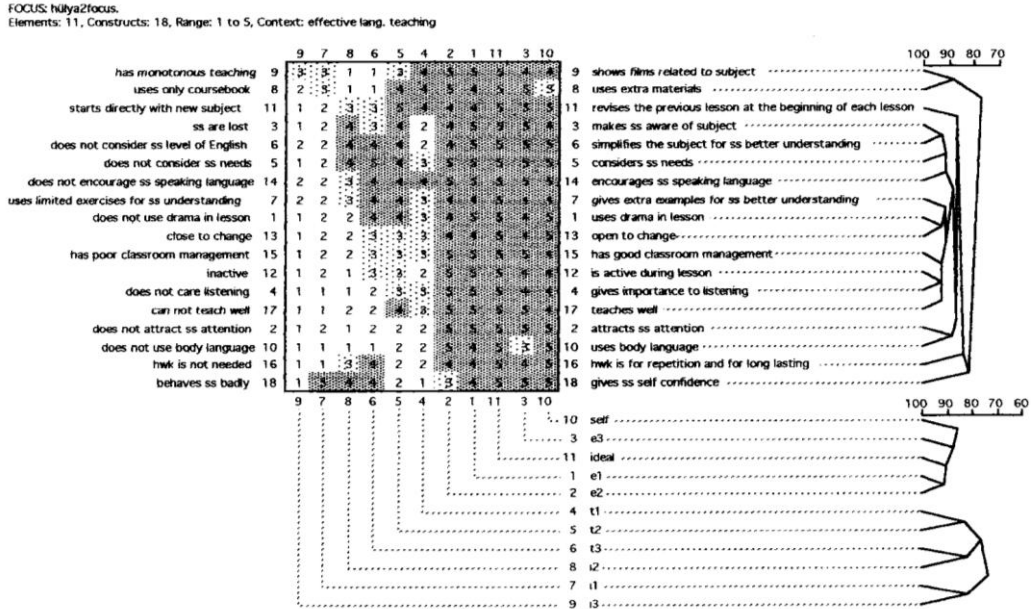 FOCUS: hülya2focus.
Elements: 11, Constructs: 18, Range: 1 to 5, Context: effective lang. teaching
9 7 8 6 5 4 2 1 11 3 10
100 90 80 70
has monotonous teaching 9 3 3 1 1 3 4 5 5 5 4 4 9 shows films related to subject
uses only coursebook 8 2 3 1 1 4 4 5 4 5 5 3 8 uses extra materials
starts directly with new subject 11 1 2 3 3 5 4 4 4 5 5 5 11 revises the previous lesson at the beginning of each lesson
ss are lost 3 1 2 4 3 4 2 4 5 5 5 4 3 makes ss aware of subject
does not consider ss level of English 6 2 2 4 4 4 2 4 5 5 5 5 6 simplifies the subject for ss better understanding
does not consider ss needs 5 1 2 4 5 4 3 5 5 5 5 5 5 considers ss needs
does not encourage ss speaking language 14 2 2 3 4 4 4 5 5 5 5 5 14 encourages ss speaking language
uses limited exercises for ss understanding 7 2 2 3 4 4 3 4 5 5 4 5 7 gives extra examples for ss better understanding
does not use drama in lesson 1 1 2 2 4 4 3 4 4 5 4 5 1 uses drama in lesson
close to change 13 1 2 2 3 3 3 4 4 5 4 5 13 open to change
has poor classroom management 15 1 2 2 3 3 3 5 5 5 4 5 15 has good classroom management
inactive 12 1 2 1 3 3 2 5 5 5 4 4 12 is active during lesson
does not care listening 4 1 1 1 2 3 3 5 5 5 4 4 4 gives importance to listening
can not teach well 17 1 1 2 2 4 3 5 5 5 5 5 17 teaches well
does not attract ss attention 2 1 2 1 2 2 2 5 5 5 5 5 2 attracts ss attention
does not use body language 10 1 1 1 1 2 2 5 4 5 3 5 10 uses body language
hwk is not needed 16 1 1 3 4 2 2 4 4 5 5 5 16 hwk is for repetition and for long lasting
behaves ss badly 18 1 5 4 4 2 1 3 4 5 5 5 18 gives ss self confidence
9 7 8 6 5 4 2 1 11 3 10
100 90 80 70 60
10 self
3 e3
11 ideal
1 e1
2 e2
4 t1
5 t2
6 t3
8 i2
7 i1
9 i3